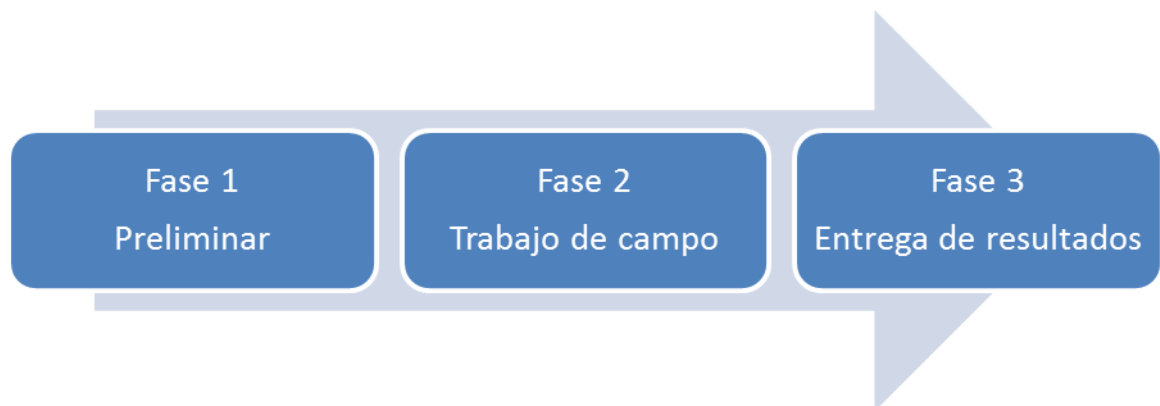 Fase 1
Preliminar
Fase 2
Trabajo de campo
Fase 3
Entrega de resultados